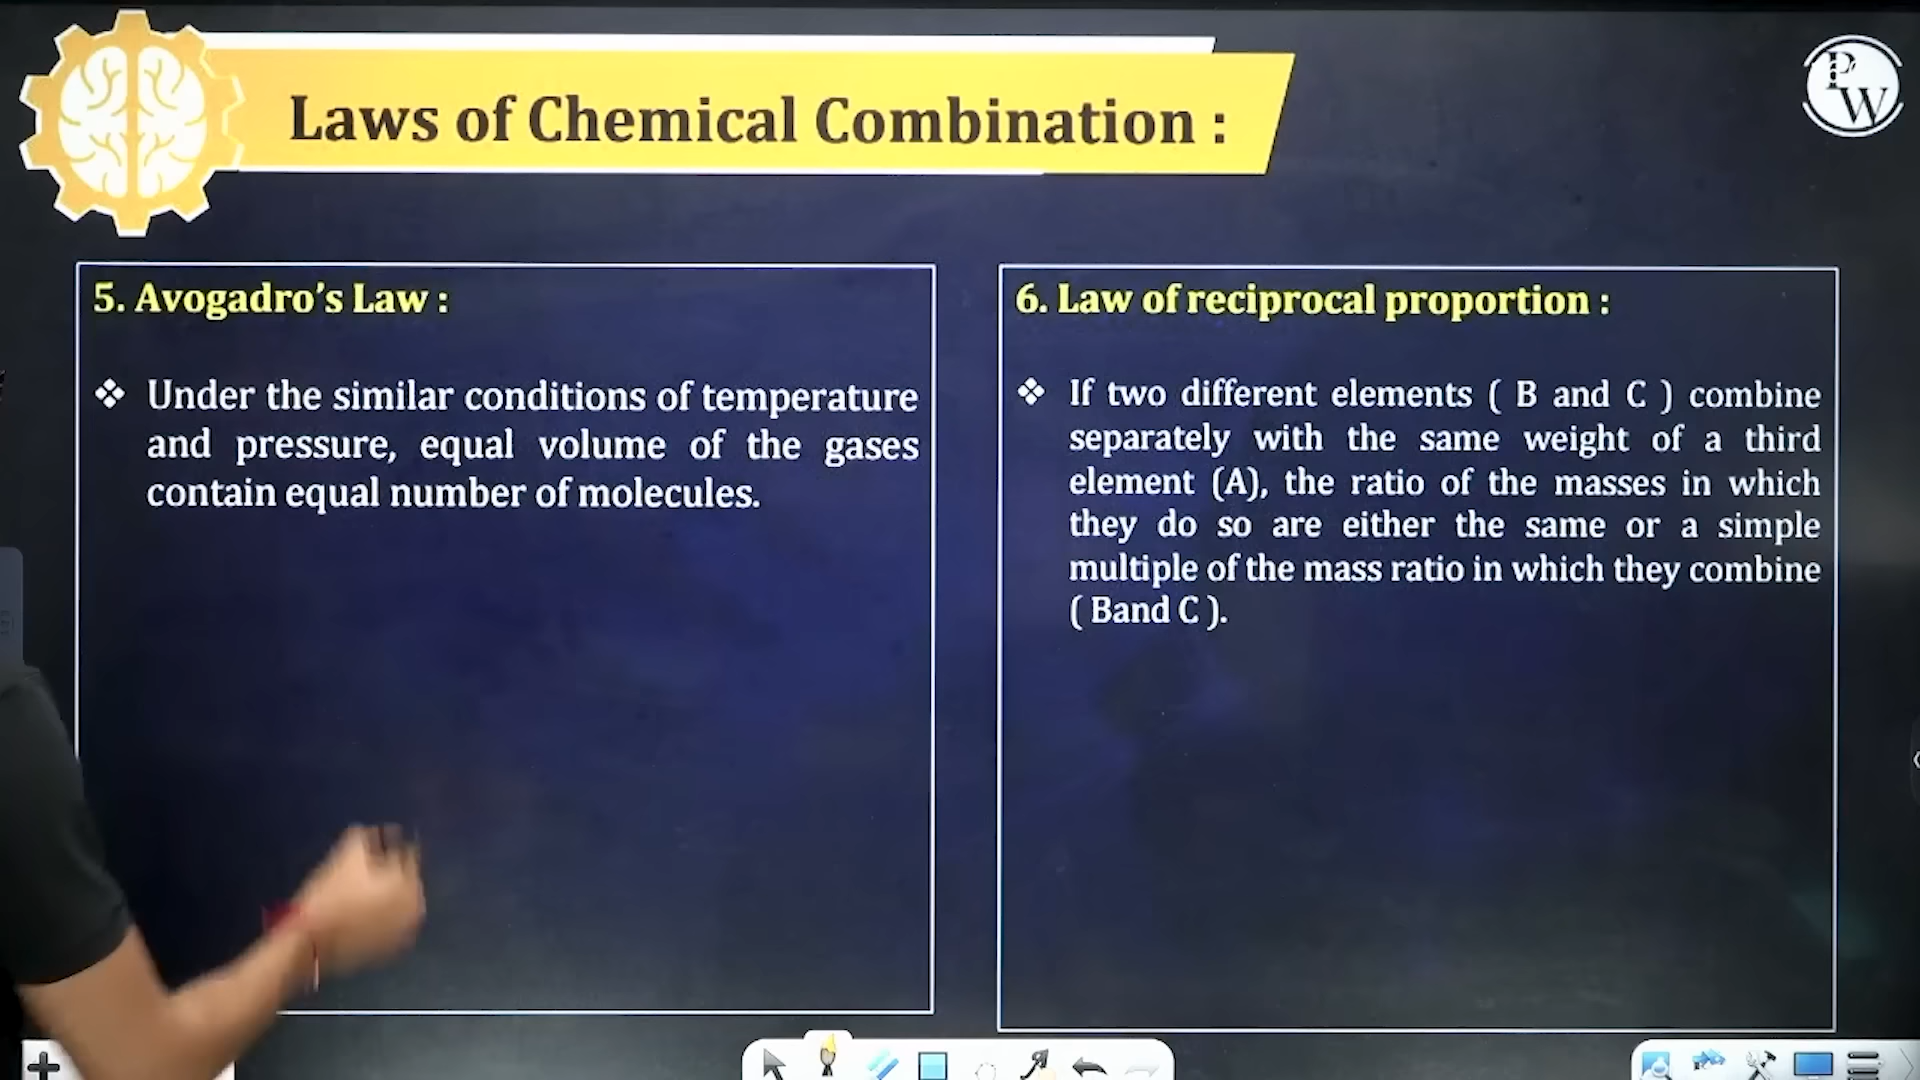 Laws of Chemical Combination :
PW
5. Avogadro's Law :
❖ Under the similar conditions of temperature
and pressure, equal volume of the gases
contain equal number of molecules.
6. Law of reciprocal proportion :
❖ If two different elements ( B and C ) combine
separately with the same weight of a third
element (A), the ratio of the masses in which
they do so are either the same or a simple
multiple of the mass ratio in which they combine
( Band C ).